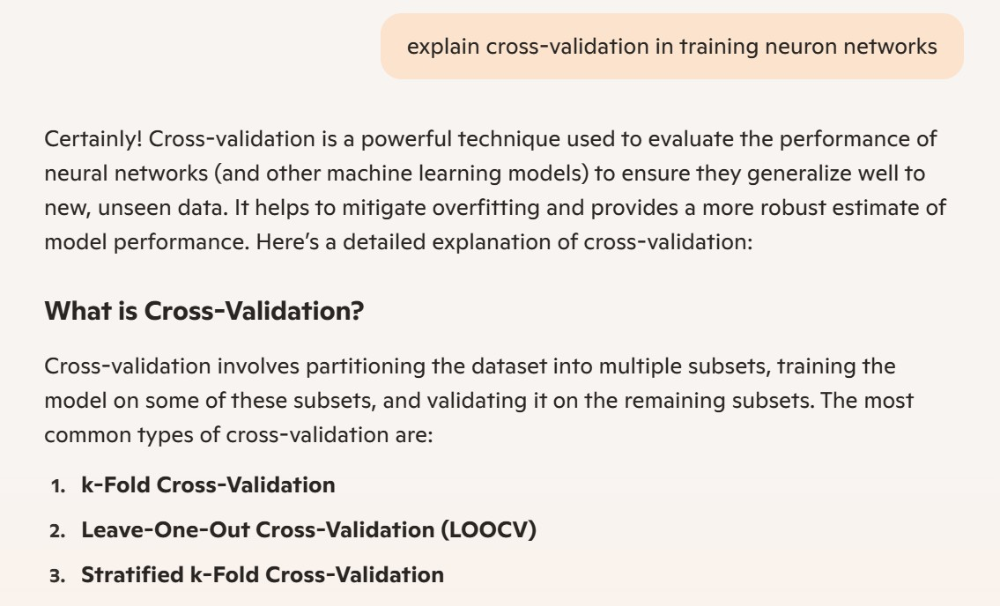 explain cross-validation in training neuron networks
Certainly! Cross-validation is a powerful technique used to evaluate the performance of
neural networks (and other machine learning models) to ensure they generalize well to
new, unseen data. It helps to mitigate overfitting and provides a more robust estimate of
model performance. Here’s a detailed explanation of cross-validation:
What is Cross-Validation?
Cross-validation involves partitioning the dataset into multiple subsets, training the
model on some of these subsets, and validating it on the remaining subsets. The most
common types of cross-validation are:
1. k-Fold Cross-Validation
2. Leave-One-Out Cross-Validation (LOOCV)
3. Stratified k-Fold Cross-Validation